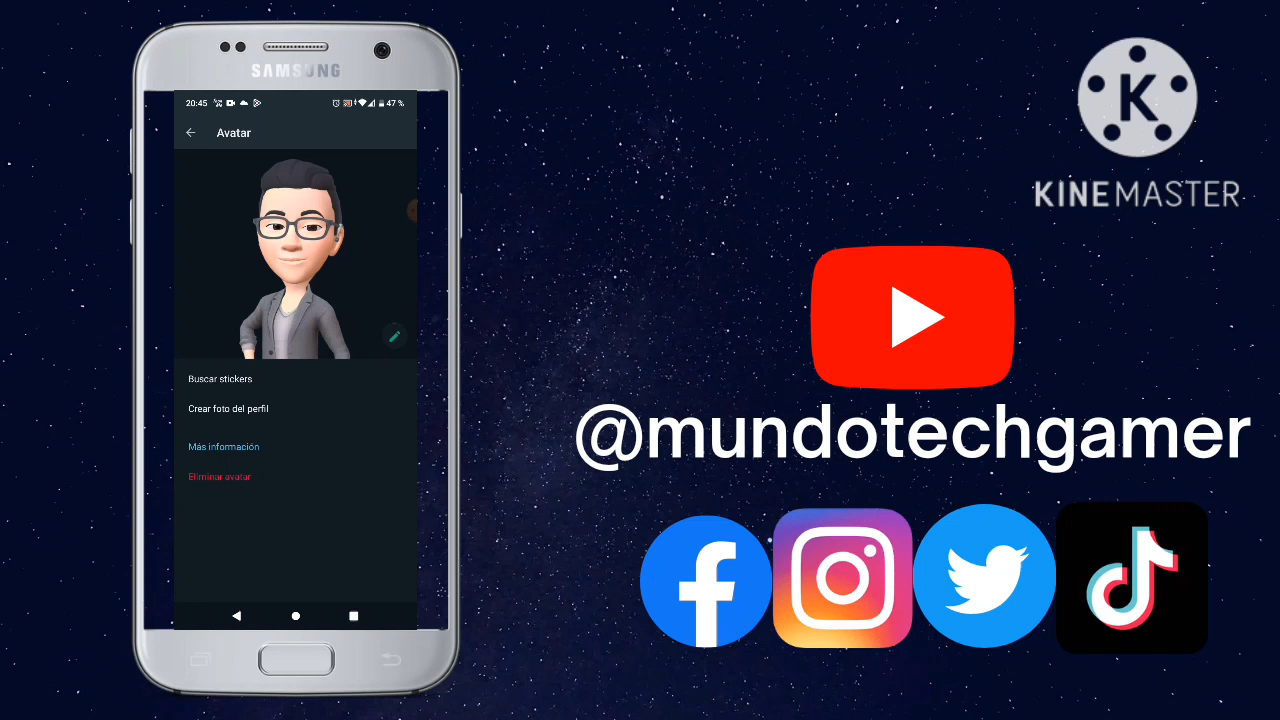 SAMSUNG
20:45
47 %
Avatar
Buscar stickers
Crear foto del perfil
Más información
Eliminar avatar
K
KINEMASTER
@mundotechgamer